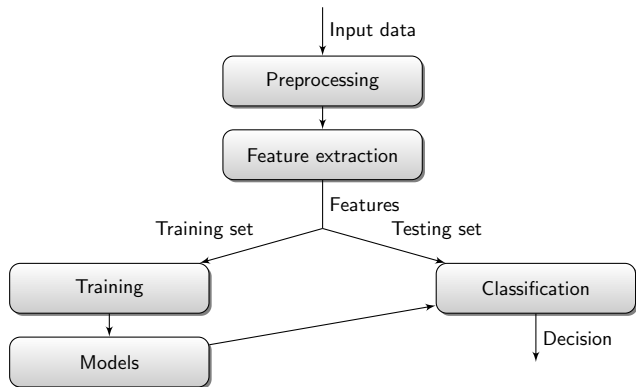 Input data
Preprocessing
Feature extraction
Features
Training set
Testing set
Training
Classification
Models
Decision